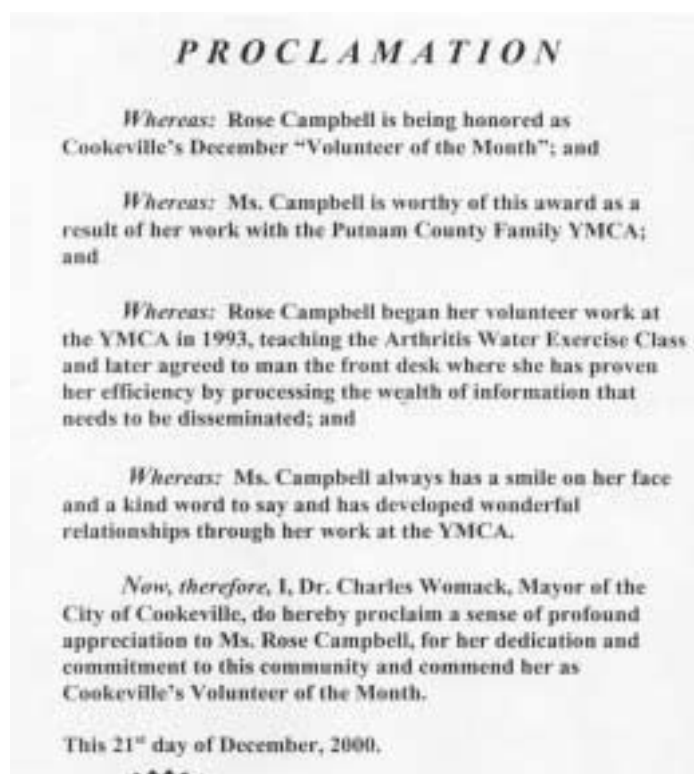 PROCLAMATION
Whereas: Rose Campbell is being honored as
Cookeville's December "Volunteer of the Month"; and
Whereas: Ms. Campbell is worthy of this award as a
result of her work with the Putnam County Family YMCA;
and
Whereas: Rose Campbell began her volunteer work at
the YMCA in 1993, teaching the Arthritis Water Exercise Class
and later agreed to man the front desk where she has proven
her efficiency by processing the wealth of information that
needs to be disseminated; and
Whereas: Ms. Campbell always has a smile on her face
and a kind word to say and has developed wonderful
relationships through her work at the YMCA.
Now, therefore, I, Dr. Charles Womack, Mayor of the
City of Cookeville, do hereby proclaim a sense of profound
appreciation to Ms. Rose Campbell, for her dedication and
commitment to this community and commend her as
Cookeville's Volunteer of the Month.
This 21st day of December, 2000.